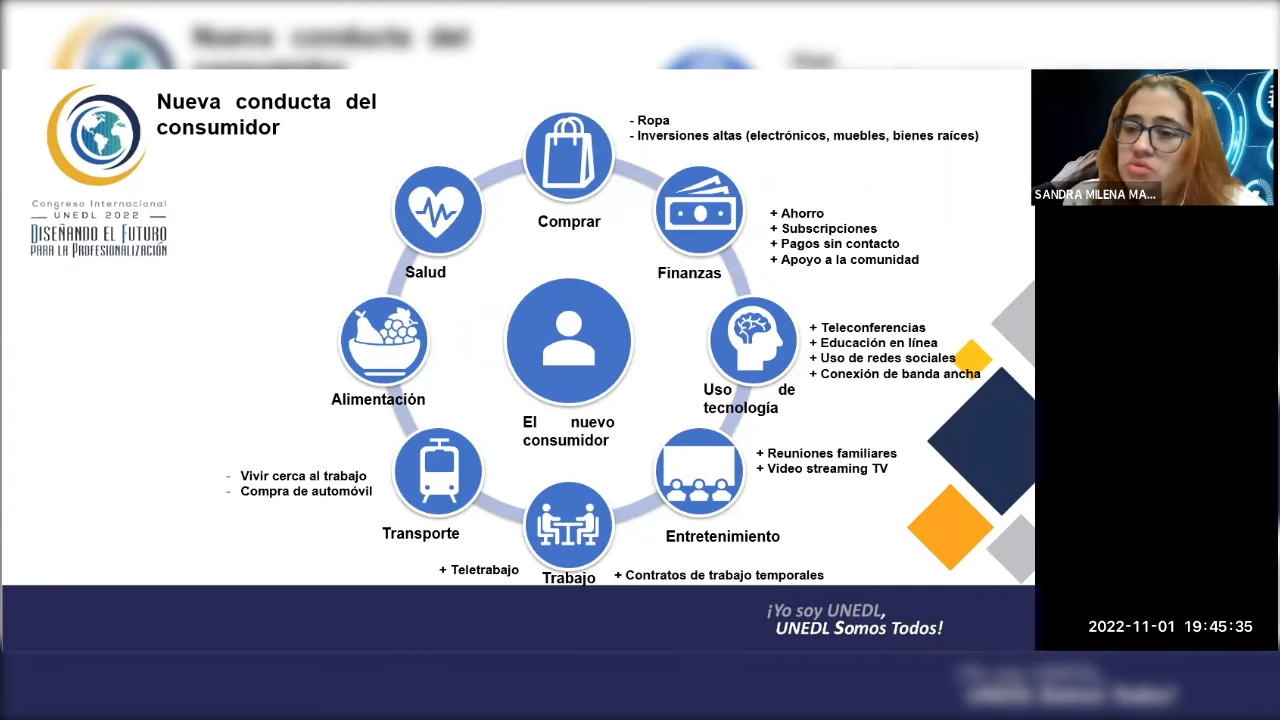 Nueva conducta del
consumidor
Congreso Internacional
UNEDL 2022
DISEÑANDO EL FUTURO
PARA LA PROFESIONALIZACIÓN
- Ropa
- Inversiones altas (electrónicos, muebles, bienes raíces)
Comprar
+ Ahorro
+ Subscripciones
+ Pagos sin contacto
+ Apoyo a la comunidad
Finanzas
Salud
+ Teleconferencias
+ Educación en línea
+ Uso de redes sociales
+ Conexión de banda ancha
Uso de
tecnología
Alimentación
El nuevo
consumidor
+ Reuniones familiares
+ Video streaming TV
Entretenimiento
- Vivir cerca al trabajo
- Compra de automóvil
Transporte
+ Teletrabajo
Trabajo
+ Contratos de trabajo temporales
¡Yo soy UNEDL,
UNEDL Somos Todos!
SANDRA MILENA MA...
2022-11-01 19:45:35